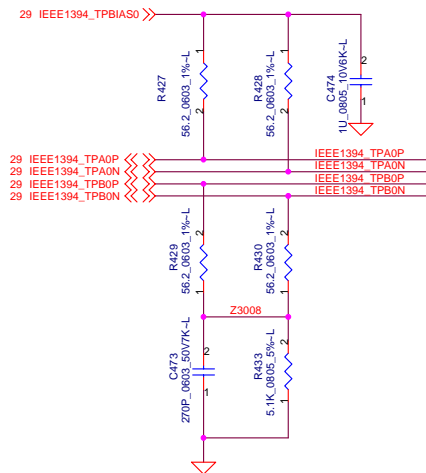 29 IEEE1394_TPBIAS0
1
R427
56.2_0603_1%~L
2
1
R428
56.2_0603_1%~L
2
2
C474
1U_0805_10V6K~L
1
29 IEEE1394_TPA0P
IEEE1394_TPA0P
29 IEEE1394_TPA0N
IEEE1394_TPA0N
29 IEEE1394_TPB0P
IEEE1394_TPB0P
29 IEEE1394_TPB0N
IEEE1394_TPB0N
2
R429
56.2_0603_1%~L
1
2
R430
56.2_0603_1%~L
1
Z3008
2
C473
270P_0603_50V7K~L
1
2
R433
5.1K_0805_5%~L
1